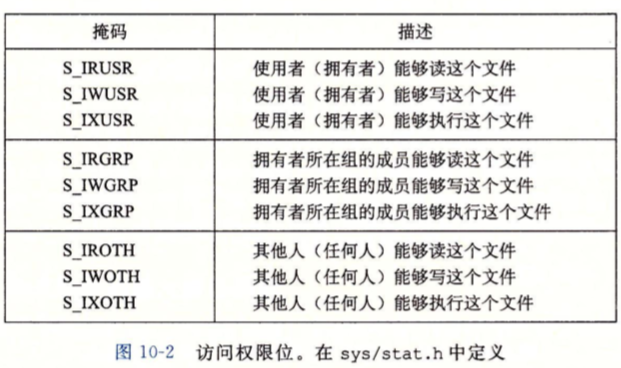 掩码 描述
S_IRUSR 使用者（拥有者）能够读这个文件
S_IWUSR 使用者（拥有者）能够写这个文件
S_IXUSR 使用者（拥有者）能够执行这个文件
S_IRGRP 拥有者所在组的成员能够读这个文件
S_IWGRP 拥有者所在组的成员能够写这个文件
S_IXGRP 拥有者所在组的成员能够执行这个文件
S_IROTH 其他人（任何人）能够读这个文件
S_IWOTH 其他人（任何人）能够写这个文件
S_IXOTH 其他人（任何人）能够执行这个文件
图 10-2 访问权限位。在 sys/stat.h 中定义